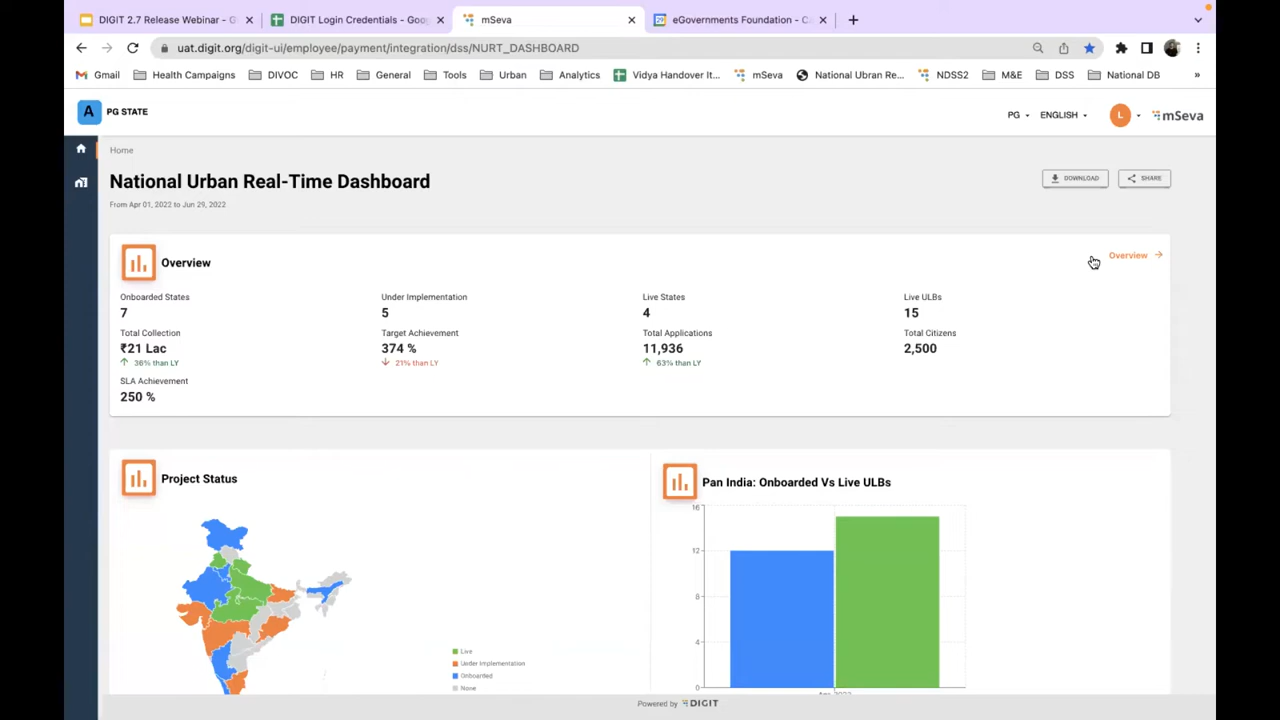 DIGIT 2.7 Release Webinar - G
DIGIT Login Credentials - Goog
mSeva
eGovernments Foundation - C
uat.digit.org/digit-ui/employee/payment/integration/dss/NURT_DASHBOARD
Gmail
Health Campaigns
DIVOC
HR
General
Tools
Urban
Analytics
Vidya Handover It...
mSeva
National Ubran Re...
NDSS2
M&E
DSS
National DB
»
A
PG STATE
PG
ENGLISH
L
mSeva
Home
National Urban Real-Time Dashboard
DOWNLOAD
SHARE
From Apr 01, 2022 to Jun 29, 2022
Overview
Overview
Onboarded States
Under Implementation
Live States
Live ULBs
7
5
4
15
Total Collection
Target Achievement
Total Applications
Total Citizens
₹21 Lac
374 %
11,936
2,500
36% than LY
21% than LY
63% than LY
SLA Achievement
250 %
Project Status
Pan India: Onboarded Vs Live ULBs
16
12
8
4
0
Live
Under Implementation
Onboarded
None
Powered by DIGIT